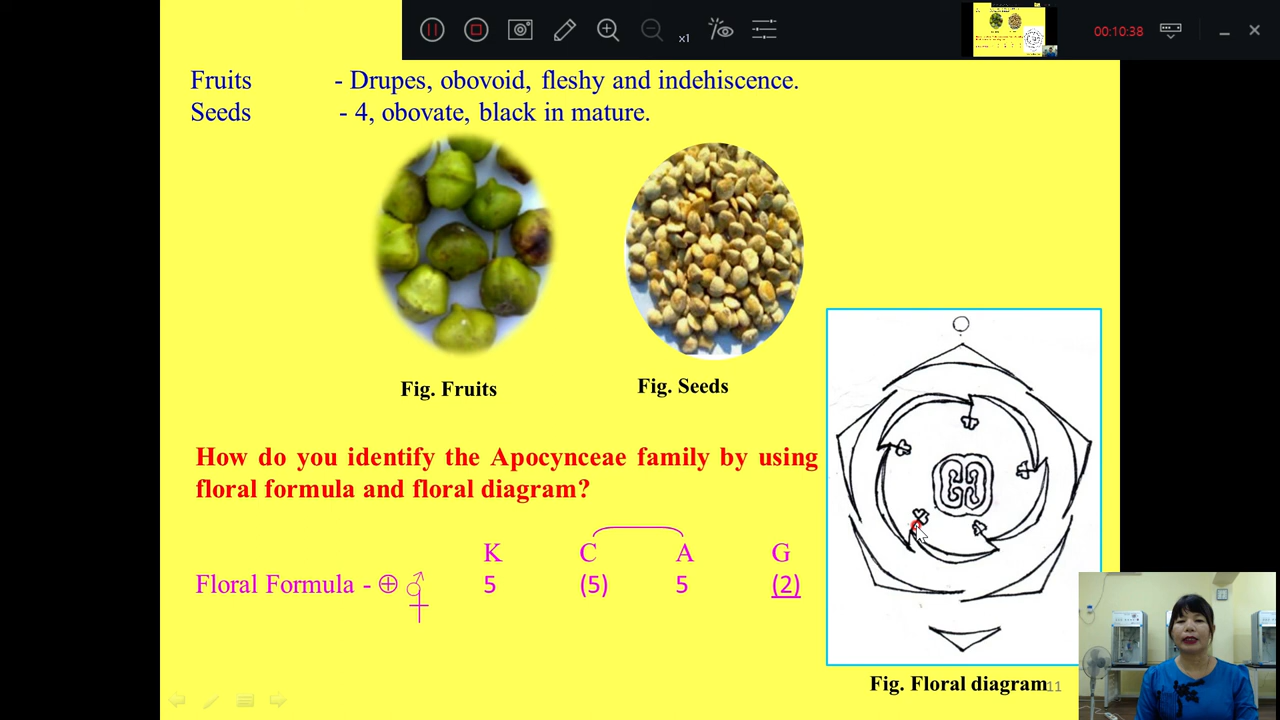 x1
00:10:38
Fruits - Drupes, obovoid, fleshy and indehiscence.
Seeds - 4, obovate, black in mature.
Fig. Fruits
Fig. Seeds
How do you identify the Apocynceae family by using
floral formula and floral diagram?
K C A G
Floral Formula - ⊕ ⚥ 5 (5) 5 (2)
Fig. Floral diagram
11